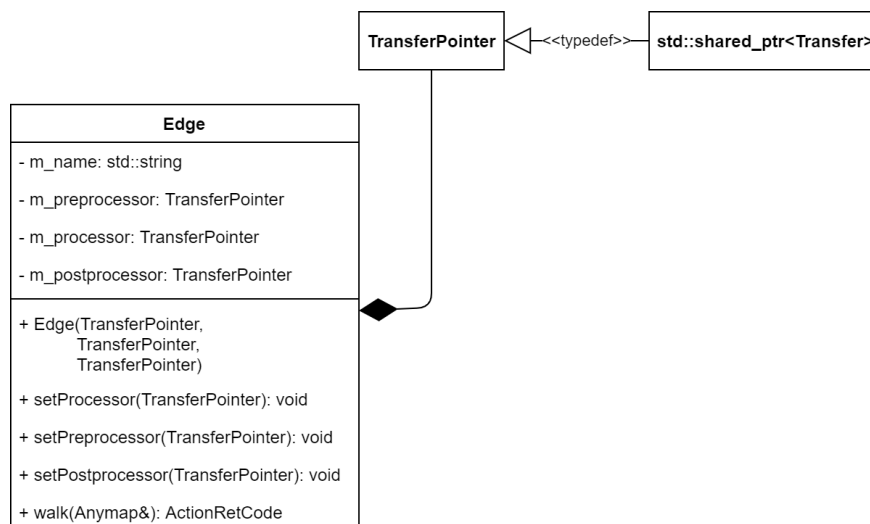 TransferPointer
<<typedef>>
std::shared_ptr<Transfer>
Edge
- m_name: std::string
- m_preprocessor: TransferPointer
- m_processor: TransferPointer
- m_postprocessor: TransferPointer
+ Edge(TransferPointer,
TransferPointer,
TransferPointer)
+ setProcessor(TransferPointer): void
+ setPreprocessor(TransferPointer): void
+ setPostprocessor(TransferPointer): void
+ walk(Anymap&): ActionRetCode